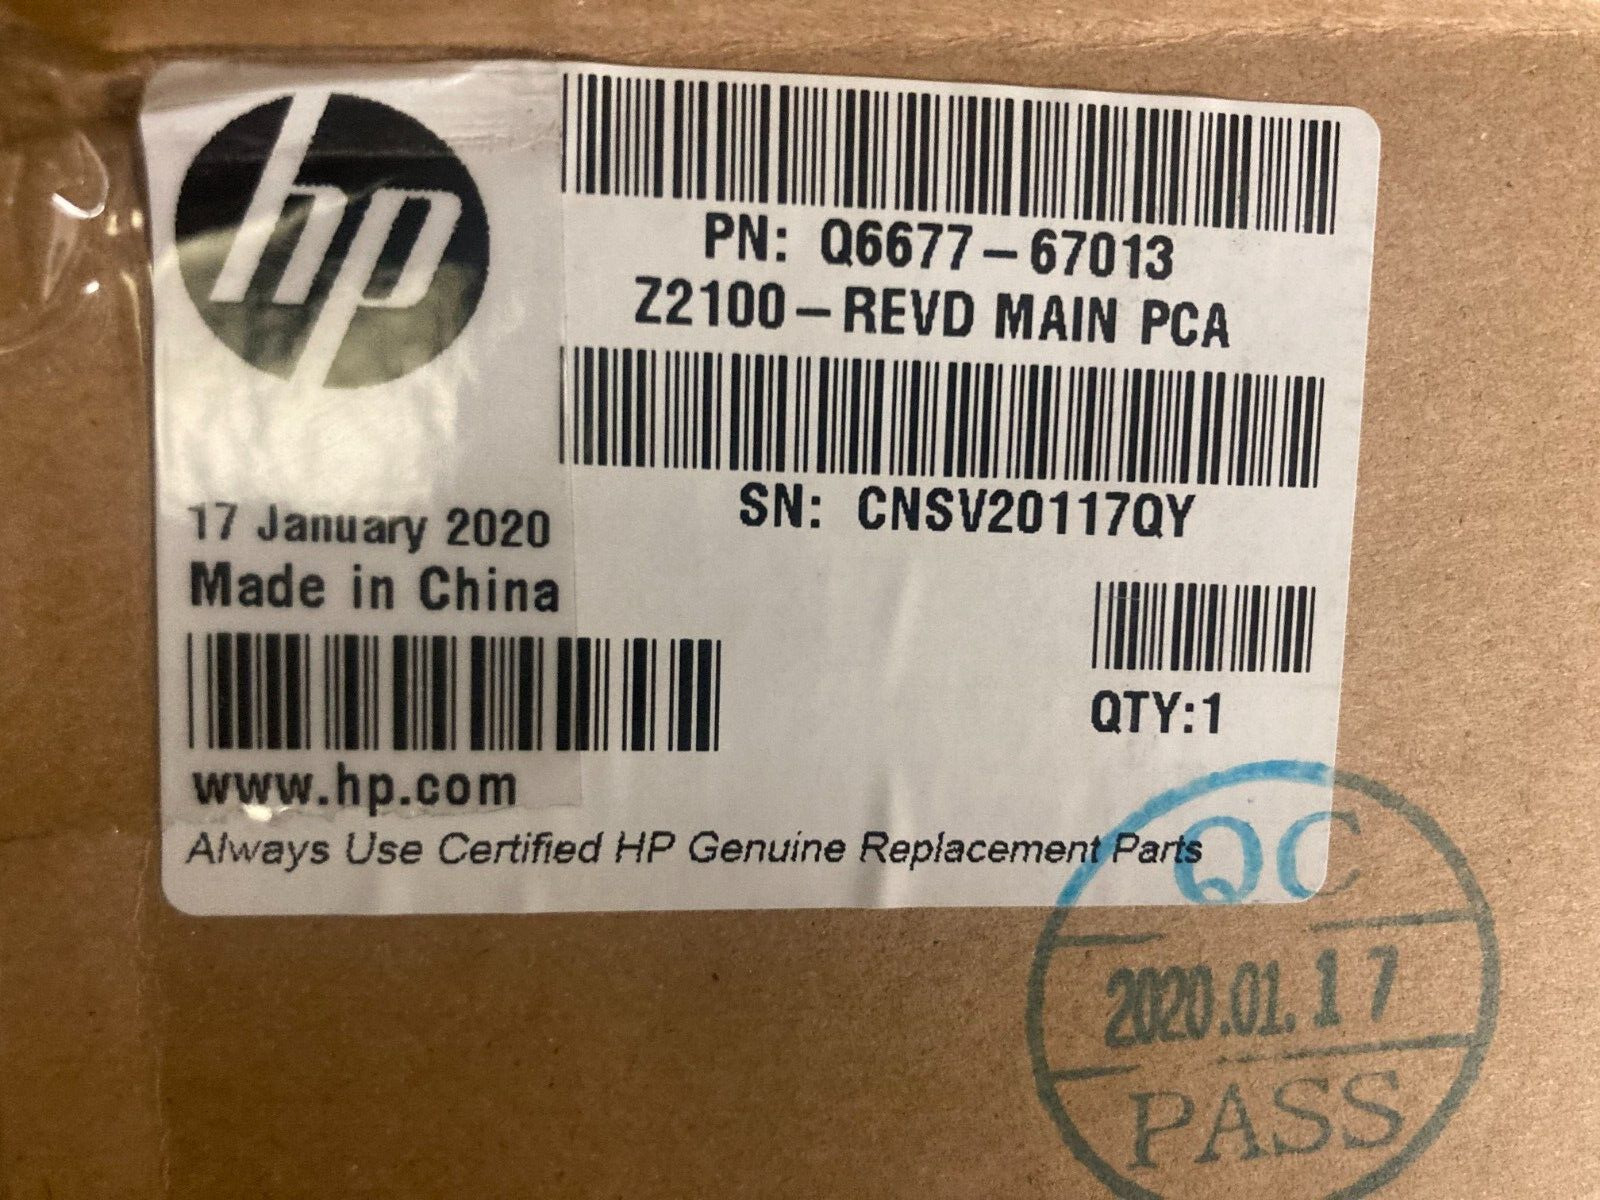 hp
PN: Q6677-67013
Z2100-REVD MAIN PCA
SN: CNSV20117QY
17 January 2020
Made in China
QTY:1
www.hp.com
Always Use Certified HP Genuine Replacement Parts
QC
2020.01.17
PASS